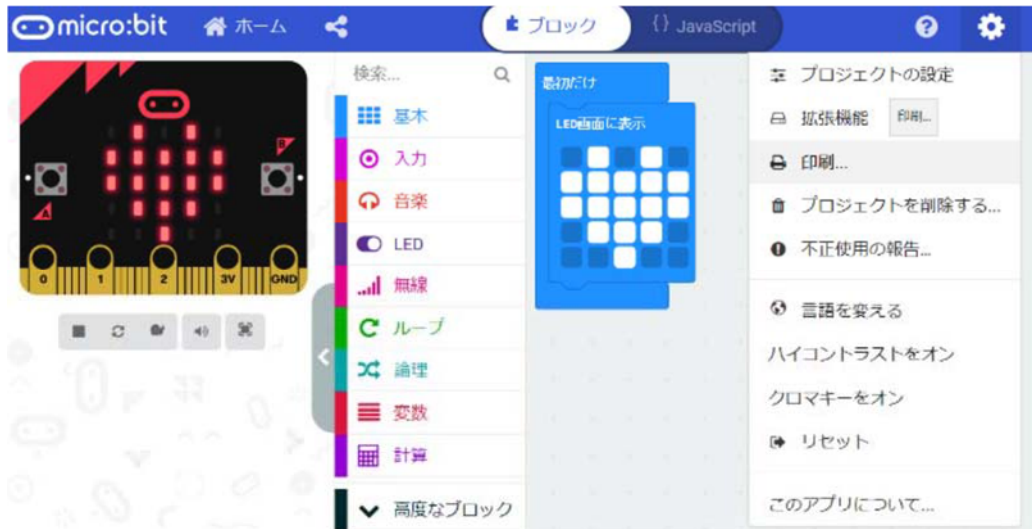 micro:bit ホーム ブロック {} JavaScript ?
検索...
基本
入力
音楽
LED
無線
ループ
論理
変数
計算
高度なブロック
A
B
0 1 2 3V GND
最初だけ
LED画面に表示
プロジェクトの設定
拡張機能 印刷...
印刷...
プロジェクトを削除する...
不正使用の報告...
言語を変える
ハイコントラストをオン
クロマキーをオン
リセット
このアプリについて...